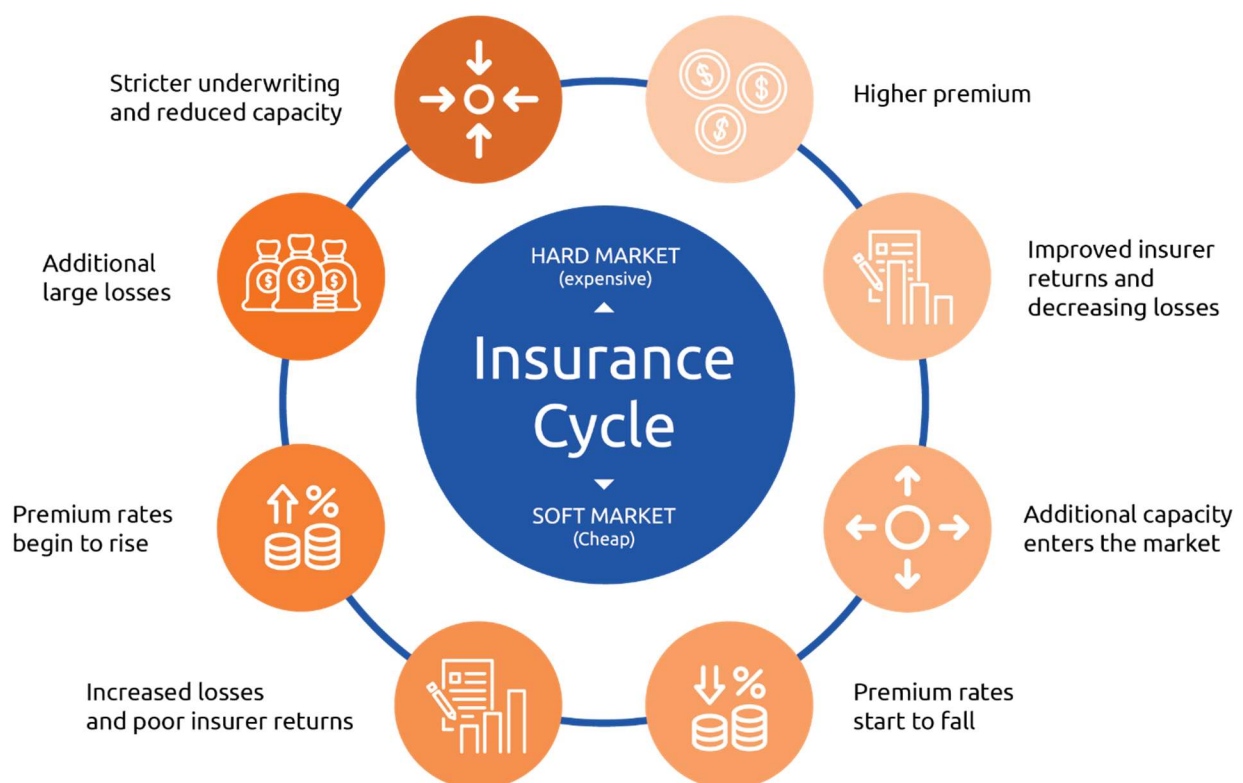 Stricter underwriting
and reduced capacity
Higher premium
Additional
large losses
HARD MARKET
(expensive)
Improved insurer
returns and
decreasing losses
Insurance
Cycle
Premium rates
begin to rise
SOFT MARKET
(Cheap)
Additional capacity
enters the market
Increased losses
and poor insurer returns
Premium rates
start to fall